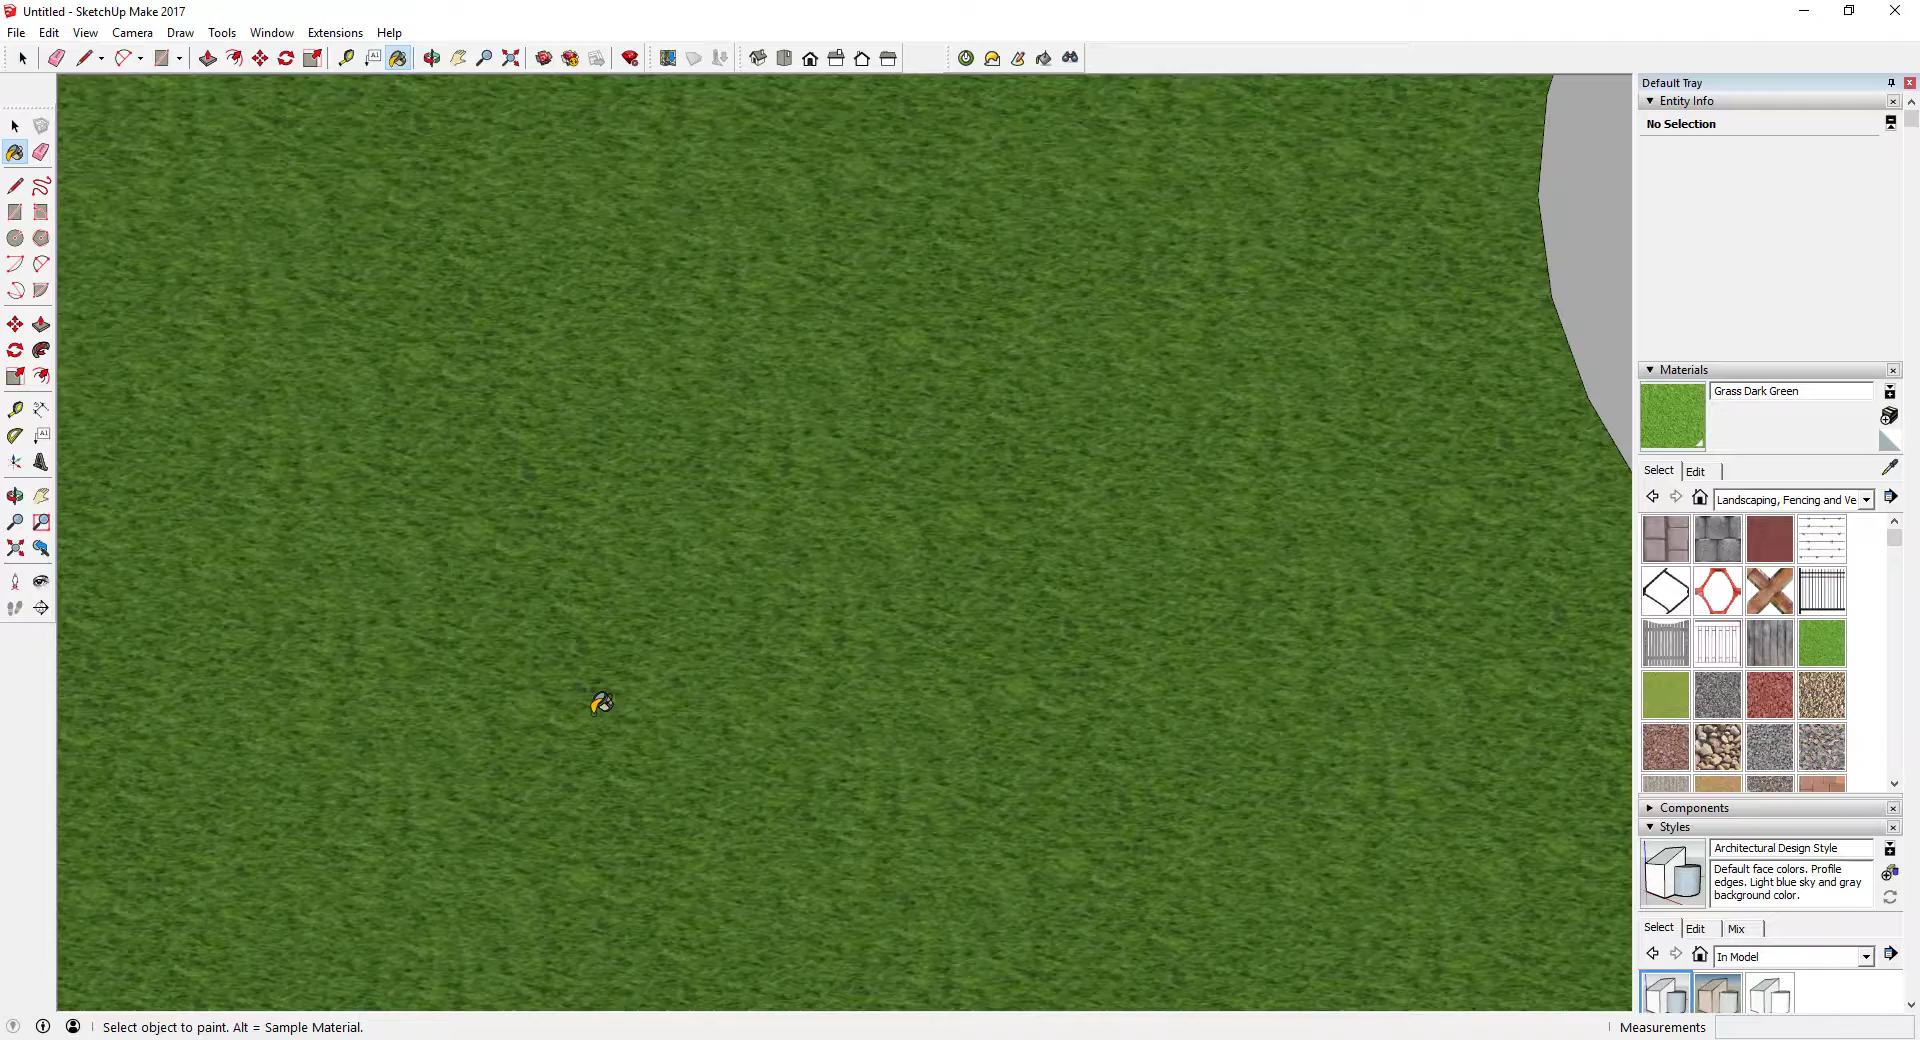 Untitled - SketchUp Make 2017
File Edit View Camera Draw Tools Window Extensions Help
Default Tray
Entity Info
No Selection
Materials
Grass Dark Green
Select Edit
Landscaping, Fencing and Ve
Components
Styles
Architectural Design Style
Default face colors. Profile
edges. Light blue sky and gray
background color.
Select Edit Mix
In Model
Select object to paint. Alt = Sample Material.
Measurements